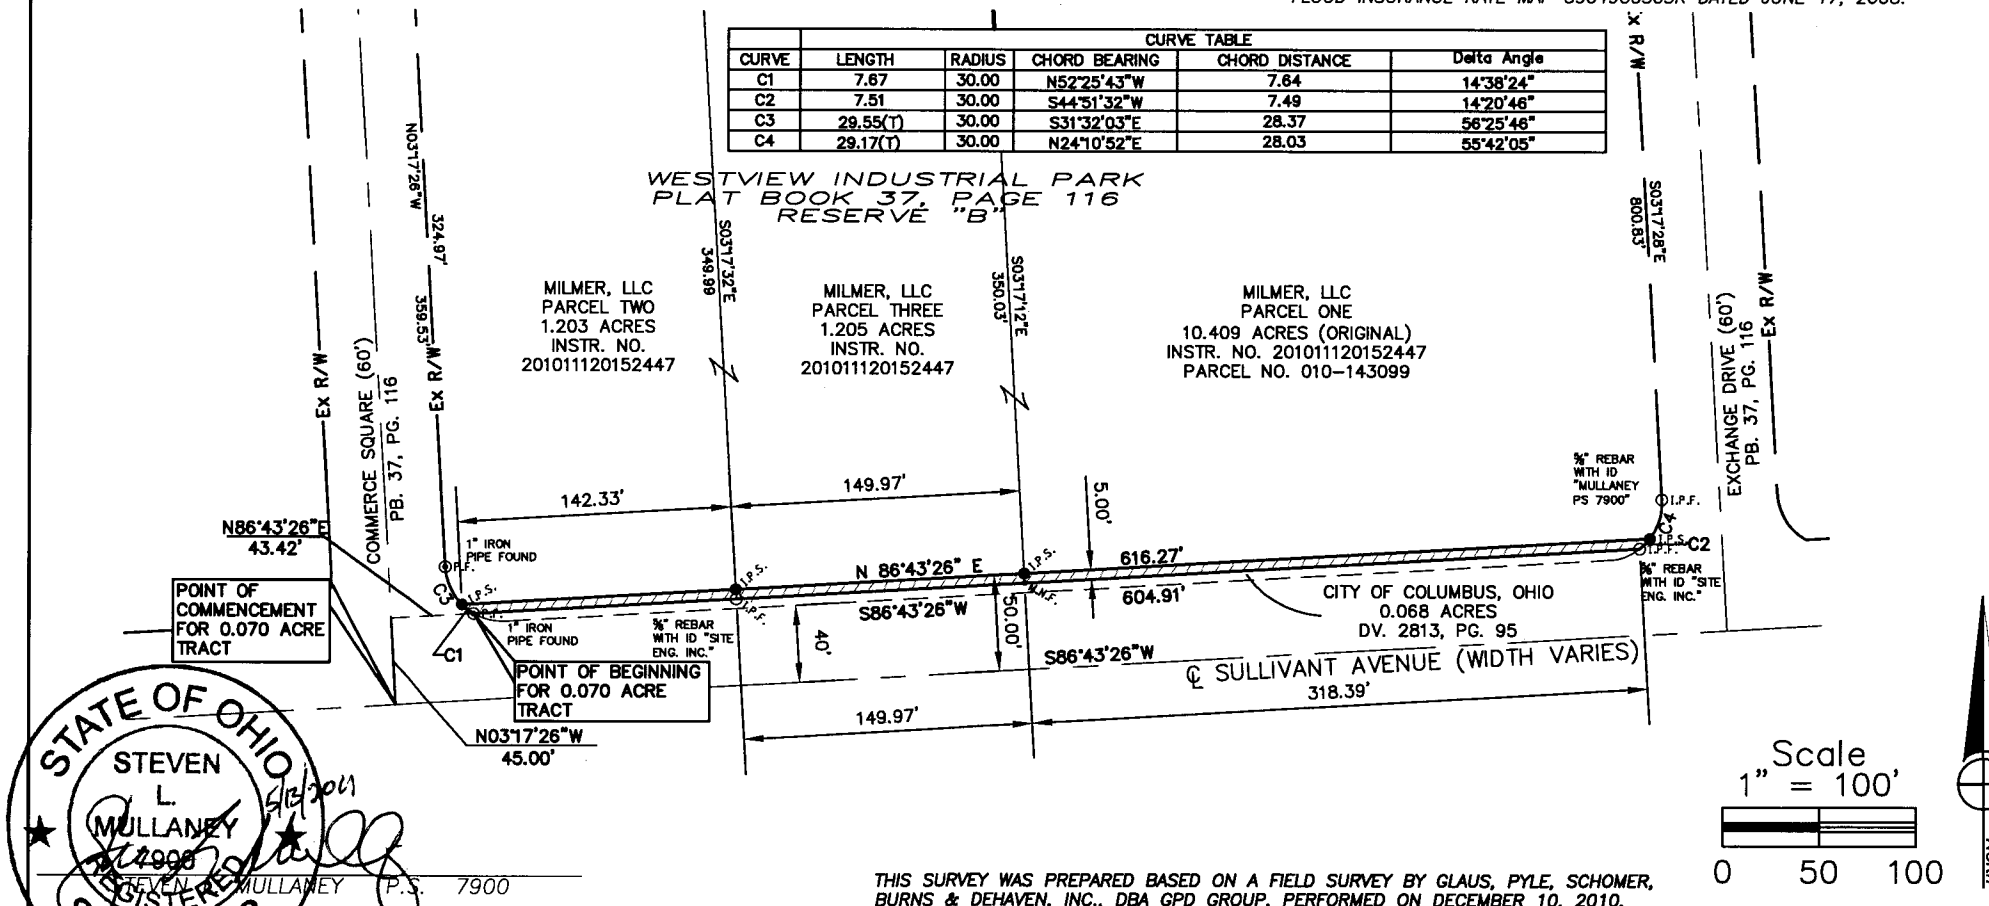 FLOOD INSURANCE RATE MAP
DATED JUNE 17, 2008.
CURVE TABLE
CURVE LENGTH RADIUS CHORD BEARING CHORD DISTANCE Delta Angle
C1 7.67 30.00 N52°25'43"W 7.64 14°38'24"
C2 7.51 30.00 S44°51'32"W 7.49 14°20'46"
C3 29.55(T) 30.00 S31°32'03"E 28.37 56°25'46"
C4 29.17(T) 30.00 N24°10'52"E 28.03 55°42'05"
WESTVIEW INDUSTRIAL PARK
PLAT BOOK 37, PAGE 116
RESERVE "B"
N03°17'26"W
324.97'
359.53'
Ex R/W
Ex R/W
COMMERCE SQUARE (60')
PB. 37, PG. 116
S03°17'32"E
349.99
S03°17'12"E
350.03'
x R/W
S03°17'28"E
800.83'
Ex R/W
EXCHANGE DRIVE (60')
PB. 37, PG. 116
MILMER, LLC
PARCEL TWO
1.203 ACRES
INSTR. NO.
201011120152447
MILMER, LLC
PARCEL THREE
1.205 ACRES
INSTR. NO.
201011120152447
MILMER, LLC
PARCEL ONE
10.409 ACRES (ORIGINAL)
INSTR. NO. 201011120152447
PARCEL NO. 010-143099
⅝" REBAR
WITH ID
"MULLANEY
PS 7900"
I.P.F.
C4
I.P.S.
I.P.F.
C2
⅝" REBAR
WITH ID "SITE
ENG. INC."
142.33'
149.97'
5.00'
N86°43'26"E
43.42'
1" IRON
PIPE FOUND
P.F.
C3
I.P.S.
I.P.F.
C1
1" IRON
PIPE FOUND
I.P.S.
I.P.F.
⅝" REBAR
WITH ID "SITE
ENG. INC."
N 86°43'26" E
616.27'
I.P.S.
M.N.F.
S86°43'26"W
604.91'
40'
50.00'
CITY OF COLUMBUS, OHIO
0.068 ACRES
DV. 2813, PG. 95
S86°43'26"W
℄ SULLIVANT AVENUE (WIDTH VARIES)
318.39'
149.97'
POINT OF
COMMENCEMENT
FOR 0.070 ACRE
TRACT
POINT OF BEGINNING
FOR 0.070 ACRE
TRACT
N03°17'26"W
45.00'
STATE OF OHIO
STEVEN
L.
MULLANEY
7900
REGISTERED
5/13/2011
STEVEN MULLANEY P.S. 7900
Scale
1" = 100'
0 50 100
THIS SURVEY WAS PREPARED BASED ON A FIELD SURVEY BY GLAUS, PYLE, SCHOMER,
BURNS & DEHAVEN, INC., DBA GPD GROUP, PERFORMED ON DECEMBER 10, 2010.